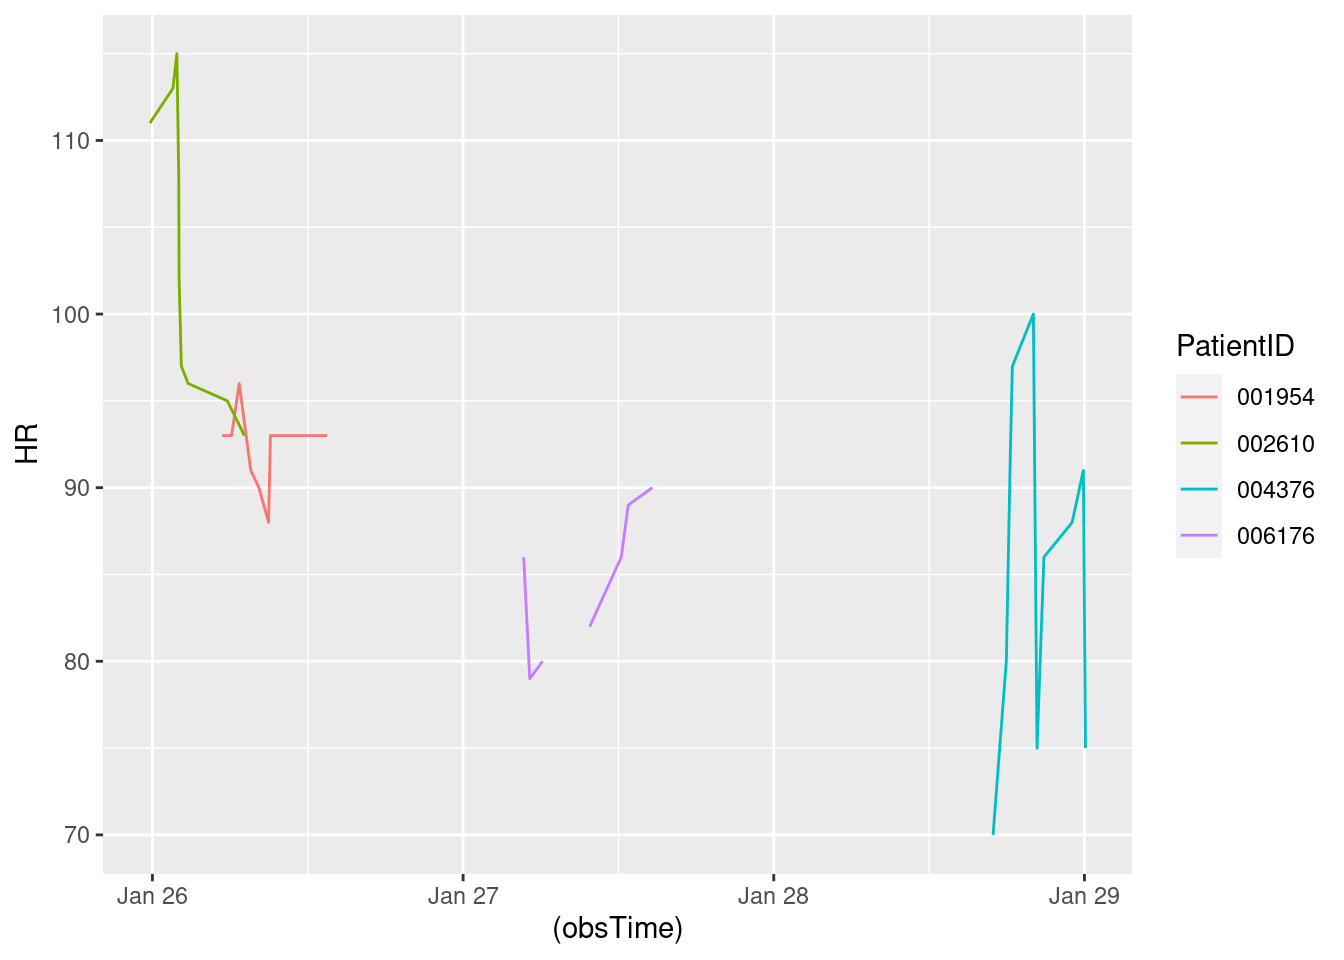 110
100
90
80
70
HR
Jan 26
Jan 27
Jan 28
Jan 29
(obsTime)
PatientID
001954
002610
004376
006176